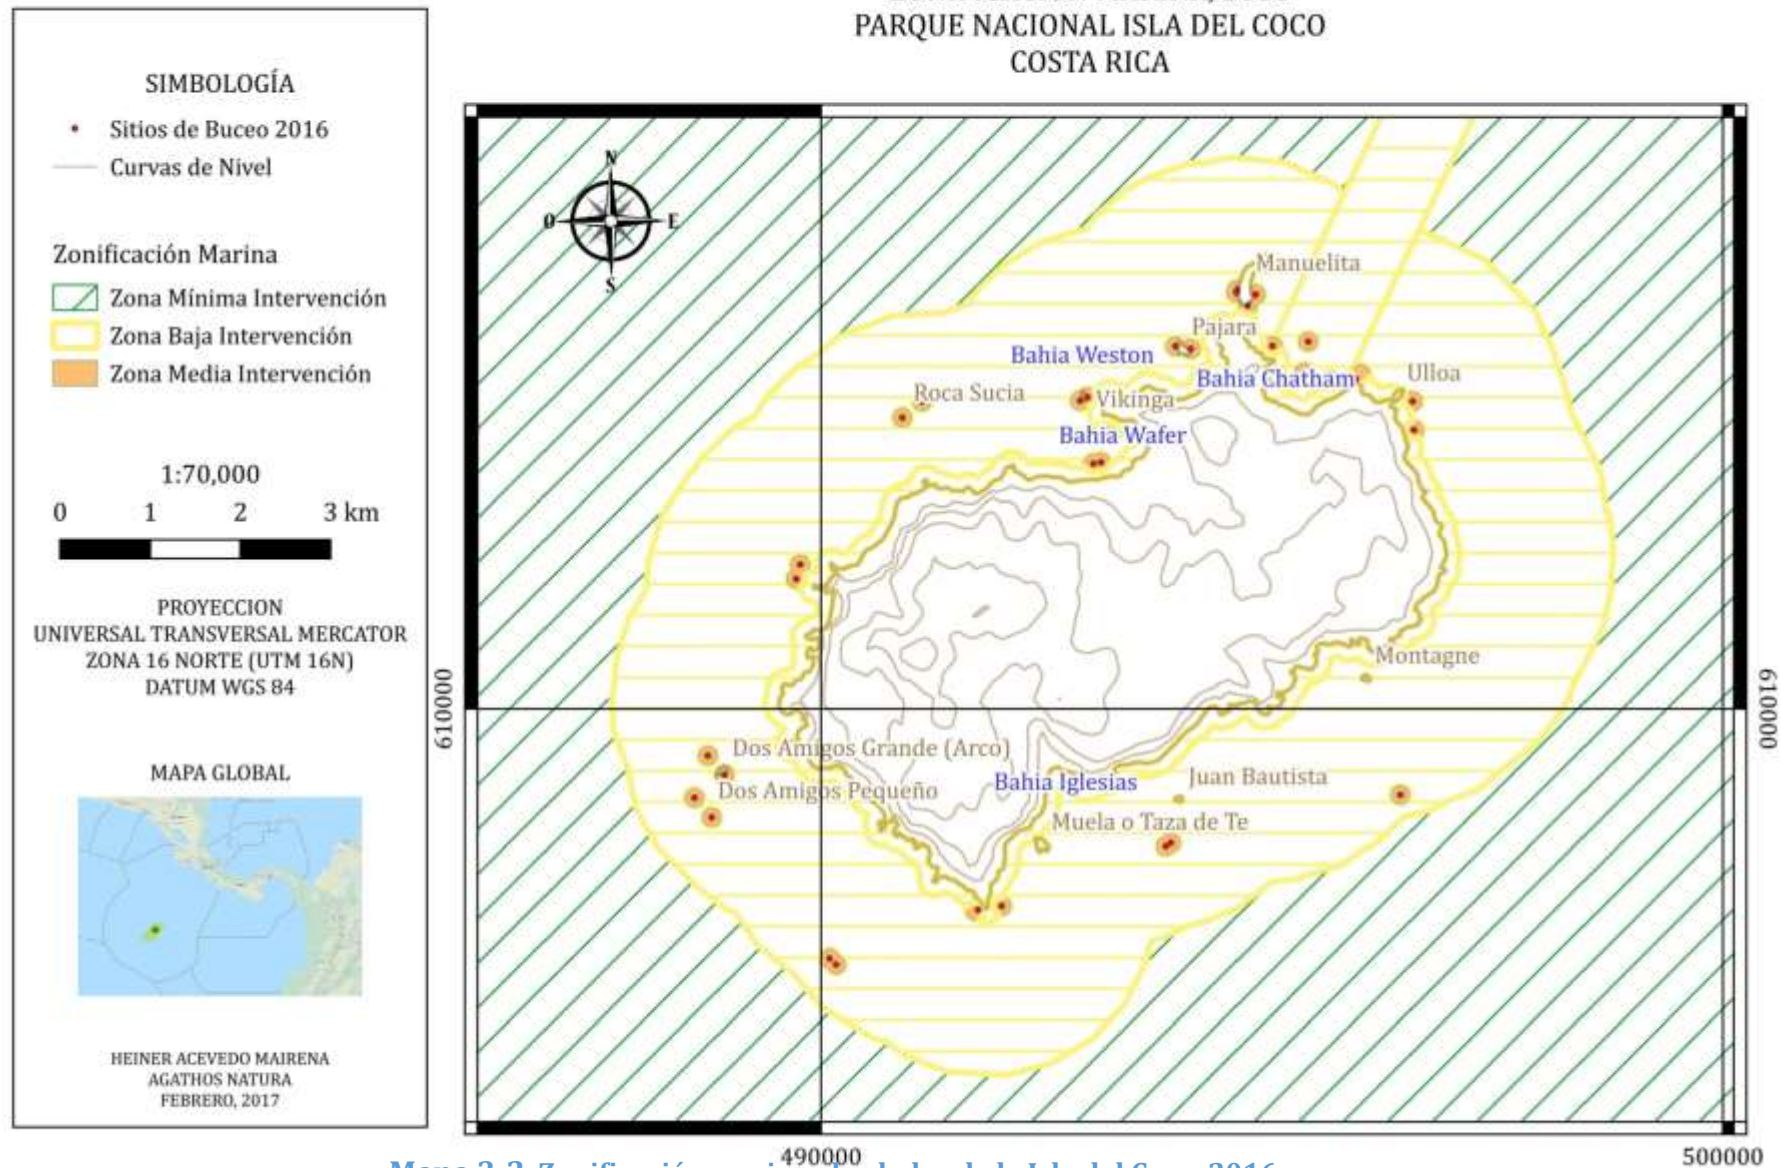 PARQUE NACIONAL ISLA DEL COCO
COSTA RICA
SIMBOLOGÍA
Sitios de Buceo 2016
Curvas de Nivel
Zonificación Marina
Zona Mínima Intervención
Zona Baja Intervención
Zona Media Intervención
1:70,000
0 1 2 3 km
PROYECCION
UNIVERSAL TRANSVERSAL MERCATOR
ZONA 16 NORTE (UTM 16N)
DATUM WGS 84
MAPA GLOBAL
HEINER ACEVEDO MAIRENA
AGATHOS NATURA
FEBRERO, 2017
N
O E
S
Manuelita
Pajara
Bahia Weston
Bahia Chatham
Ulloa
Roca Sucia
Vikinga
Bahia Wafer
Montagne
610000
610000
Dos Amigos Grande (Arco)
Dos Amigos Pequeño
Bahia Iglesias
Juan Bautista
Muela o Taza de Te
490000
500000